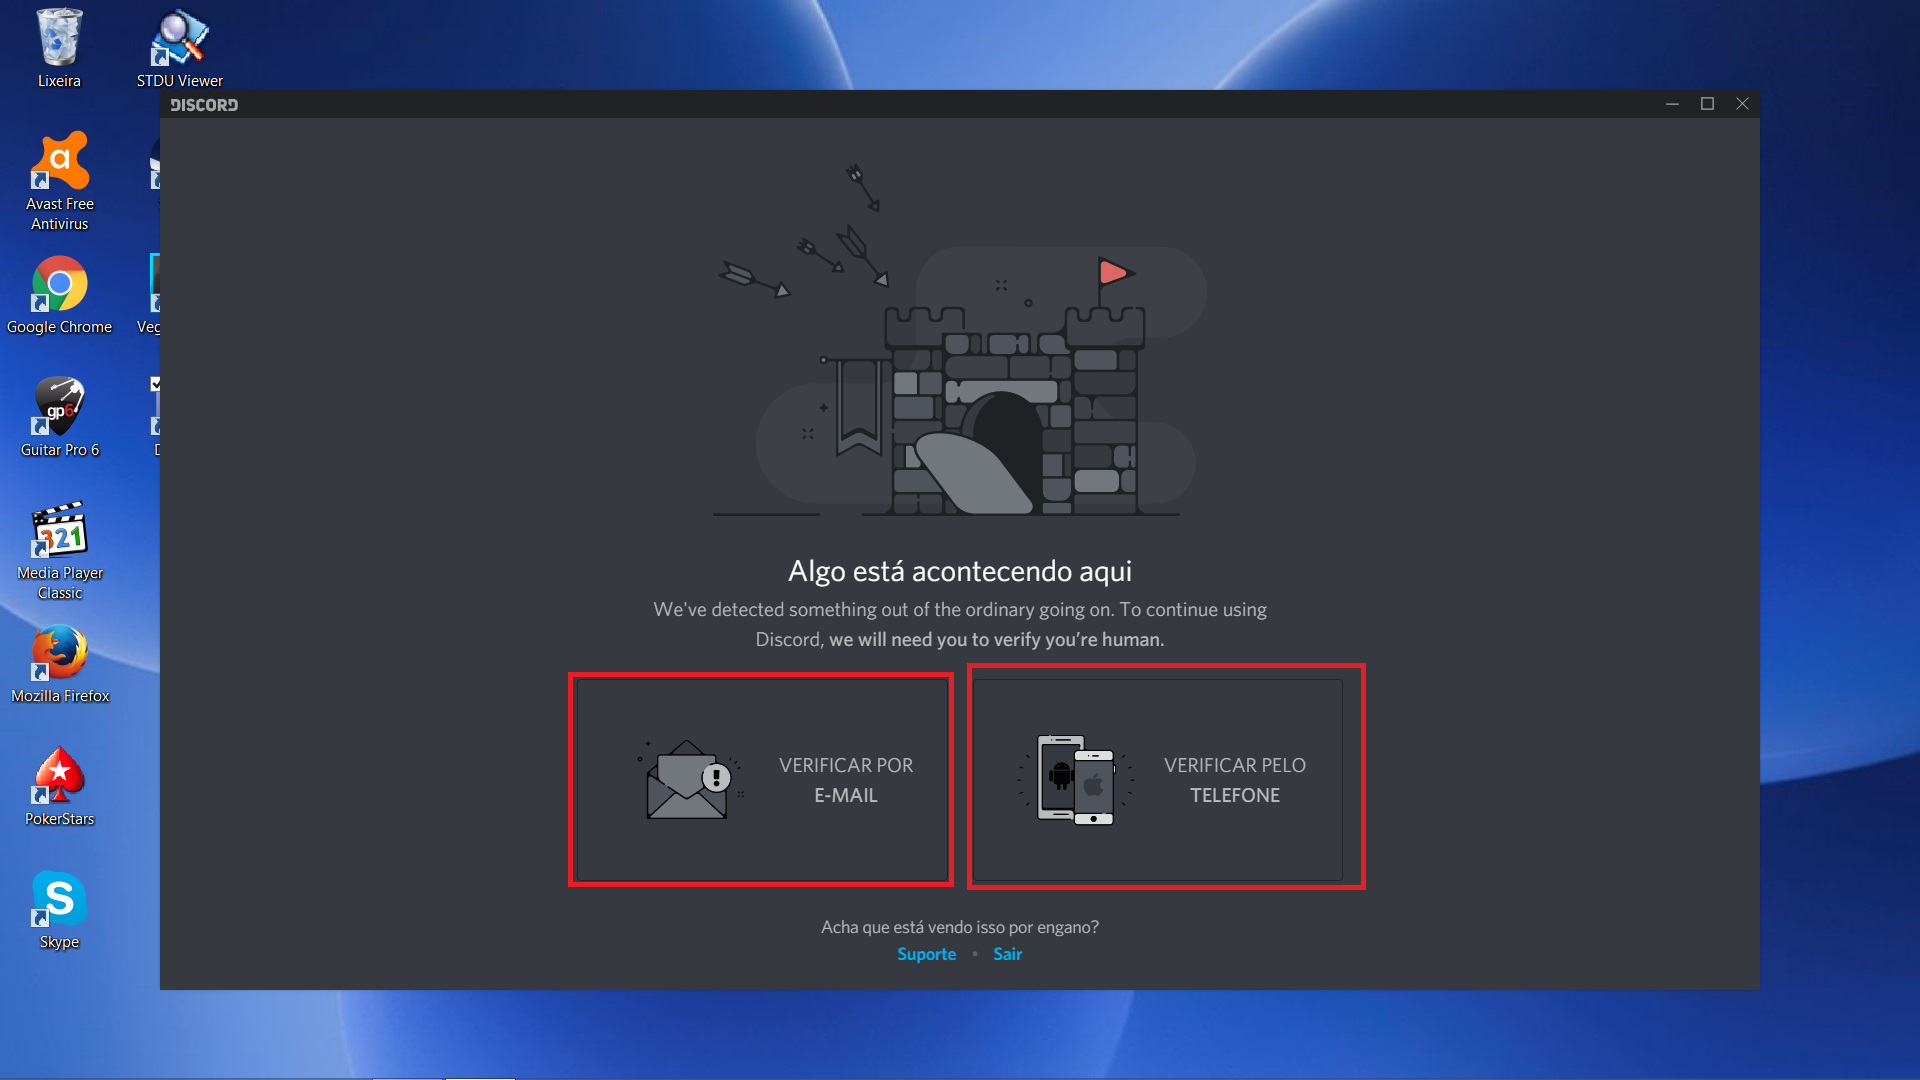 Lixeira
STDU Viewer
DISCORD
Avast Free
Antivirus
Google Chrome
Guitar Pro 6
Media Player
Classic
Mozilla Firefox
PokerStars
Skype
a
gp6
321
S
Algo está acontecendo aqui
We've detected something out of the ordinary going on. To continue using
Discord, we will need you to verify you're human.
VERIFICAR POR
E-MAIL
VERIFICAR PELO
TELEFONE
Acha que está vendo isso por engano?
Suporte • Sair